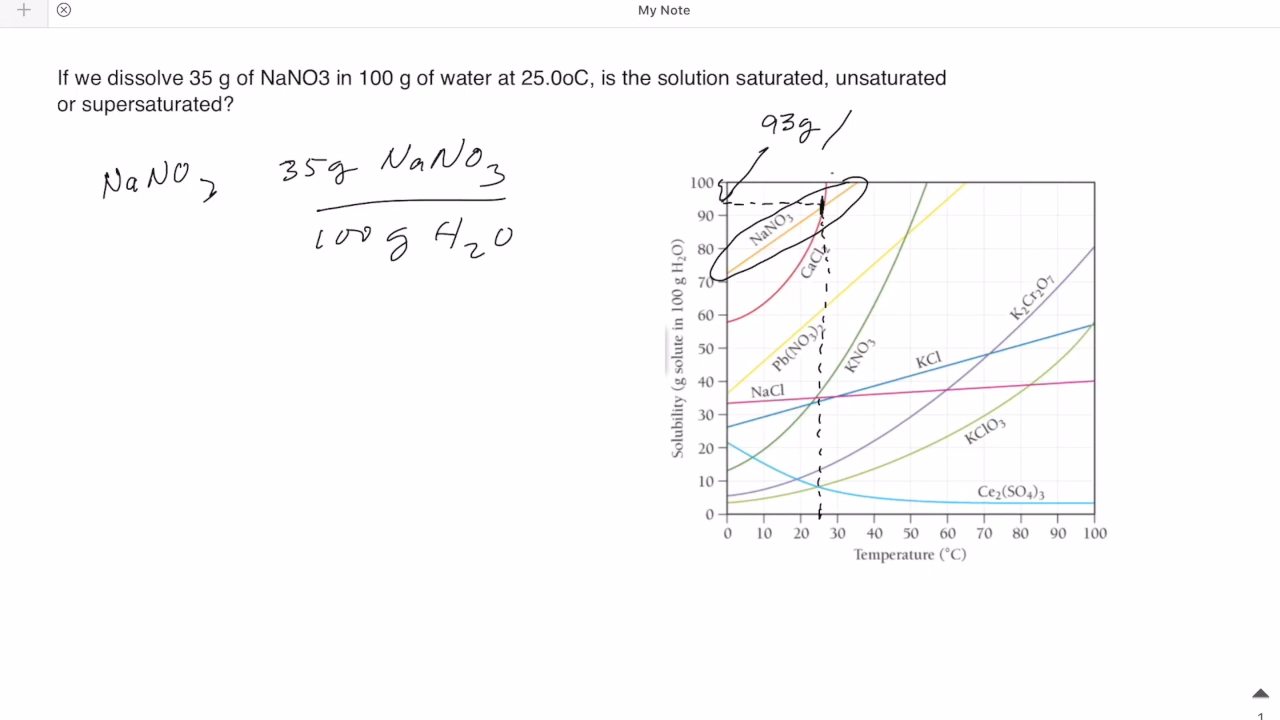 My Note
If we dissolve 35 g of NaNO3 in 100 g of water at 25.0oC, is the solution saturated, unsaturated
or supersaturated?
93g /
NaNO3
35g NaNO3
100 g H2O
Solubility (g solute in 100 g H₂O)
100
90
80
70
60
50
40
30
20
10
0
NaNO₃
CaCl₂
Pb(NO₃)₂
KNO₃
KCl
K₂Cr₂O₇
NaCl
KClO₃
Ce₂(SO₄)₃
0 10 20 30 40 50 60 70 80 90 100
Temperature (°C)